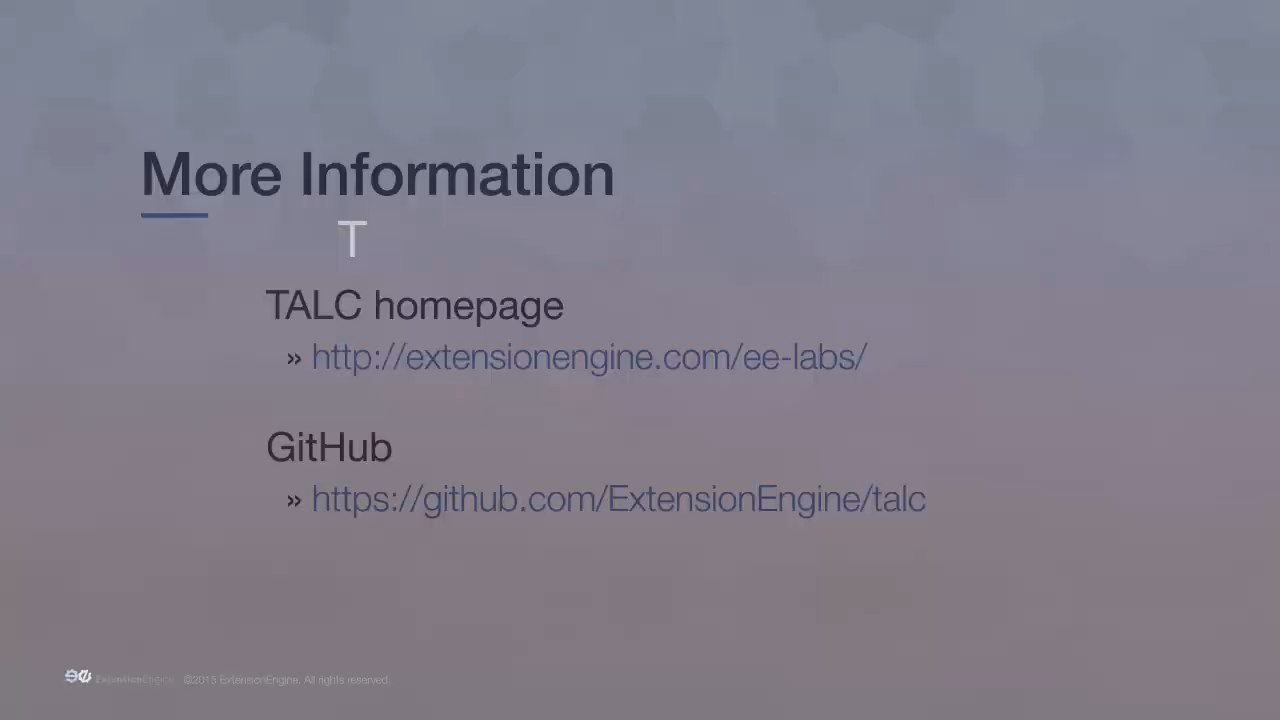 More Information
T
TALC homepage
» http://extensionengine.com/ee-labs/
GitHub
» https://github.com/ExtensionEngine/talc
ExtensionEngine ©2015 ExtensionEngine. All rights reserved.